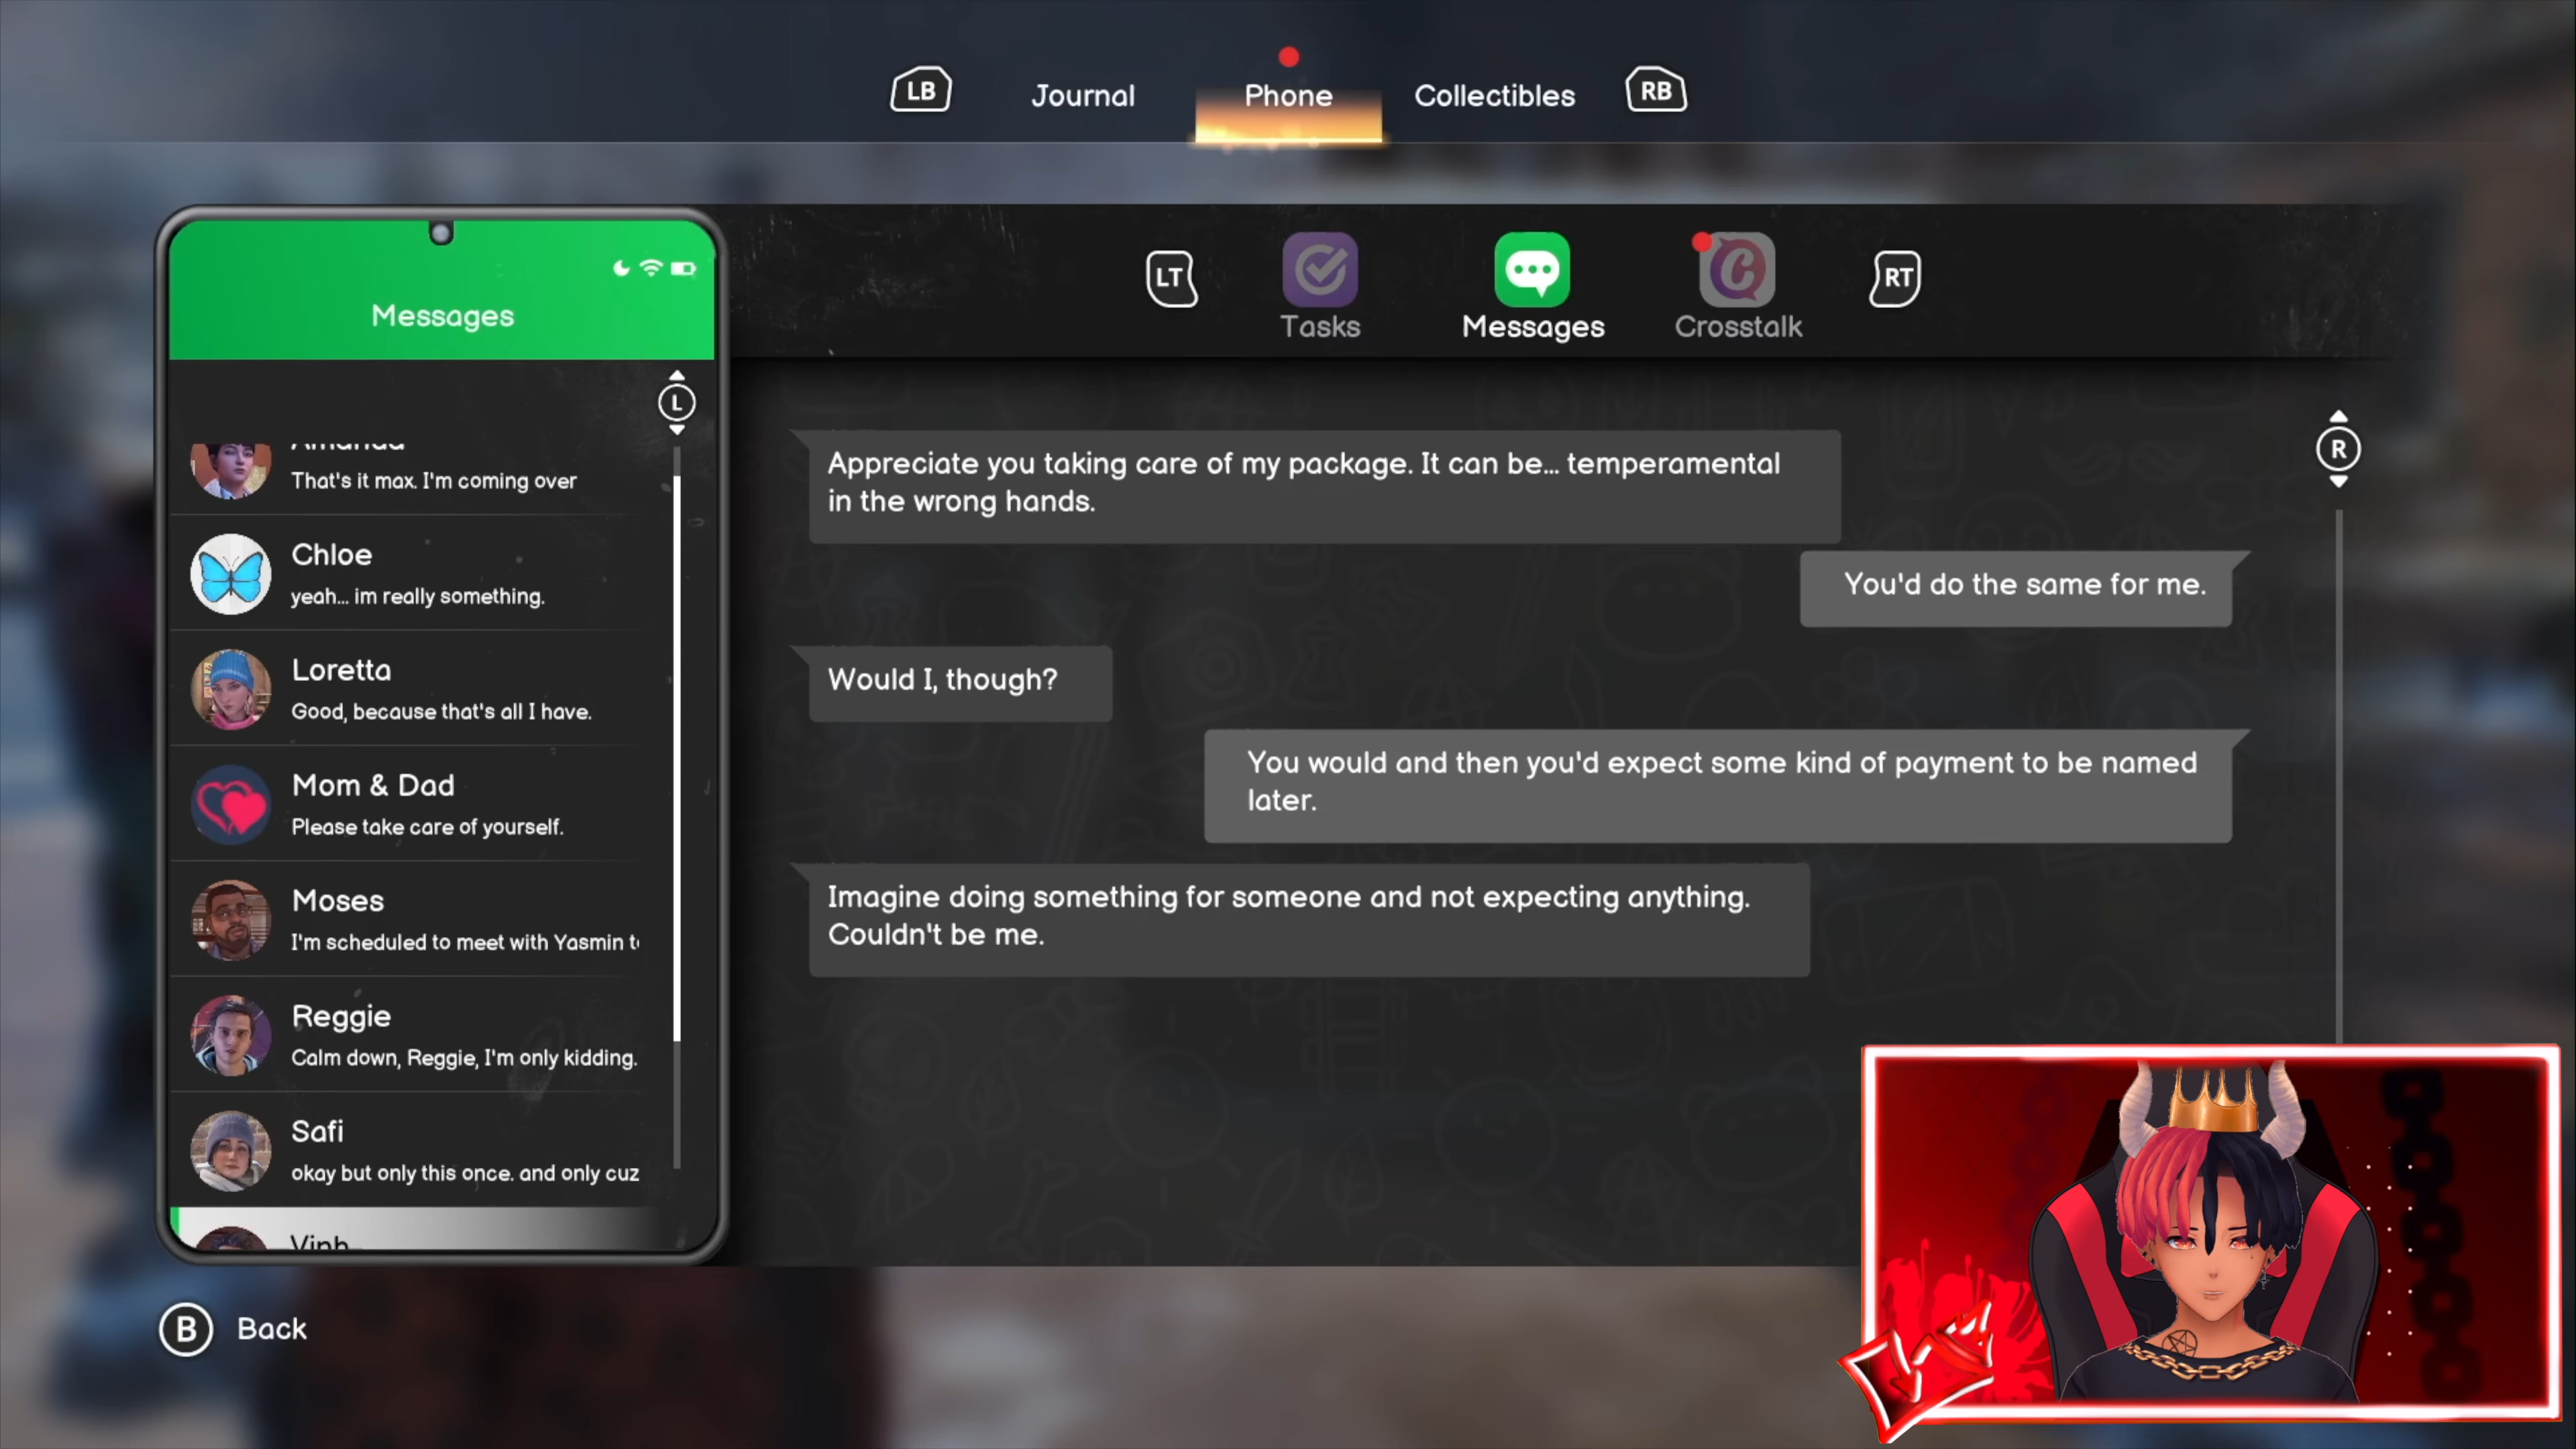 LB
Journal
Phone
Collectibles
RB
Messages
LT
Tasks
Messages
Crosstalk
RT
L
Amanda
That's it max. I'm coming over
Chloe
yeah... im really something.
Loretta
Good, because that's all I have.
Mom & Dad
Please take care of yourself.
Moses
I'm scheduled to meet with Yasmin t
Reggie
Calm down, Reggie, I'm only kidding.
Safi
okay but only this once. and only cuz
Vinh
R
Appreciate you taking care of my package. It can be... temperamental
in the wrong hands.
You'd do the same for me.
Would I, though?
You would and then you'd expect some kind of payment to be named
later.
Imagine doing something for someone and not expecting anything.
Couldn't be me.
B
Back